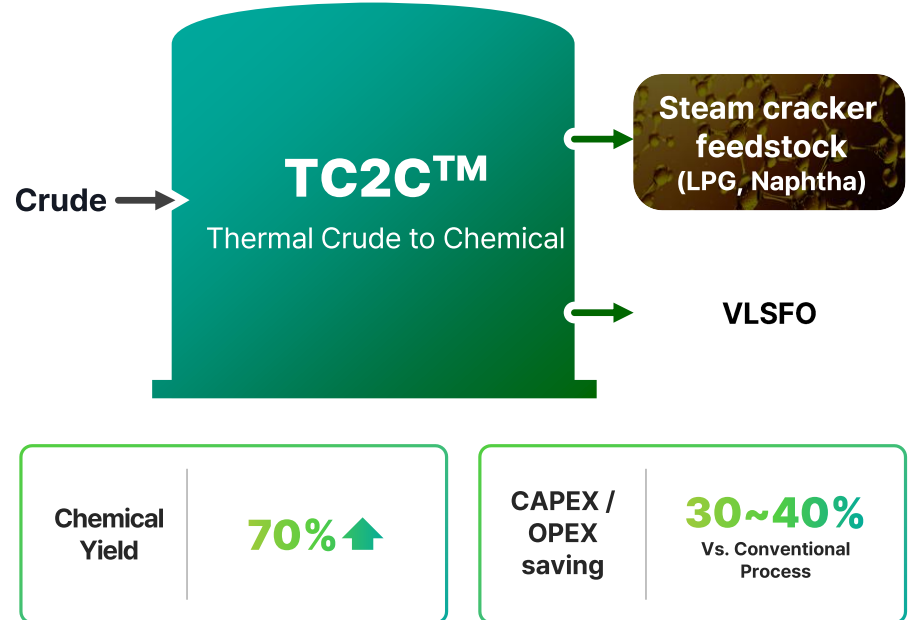 TC2C™
Thermal Crude to Chemical
Crude
Steam cracker
feedstock
(LPG, Naphtha)
VLSFO
Chemical
Yield
70%
CAPEX /
OPEX
saving
30~40%
Vs. Conventional
Process